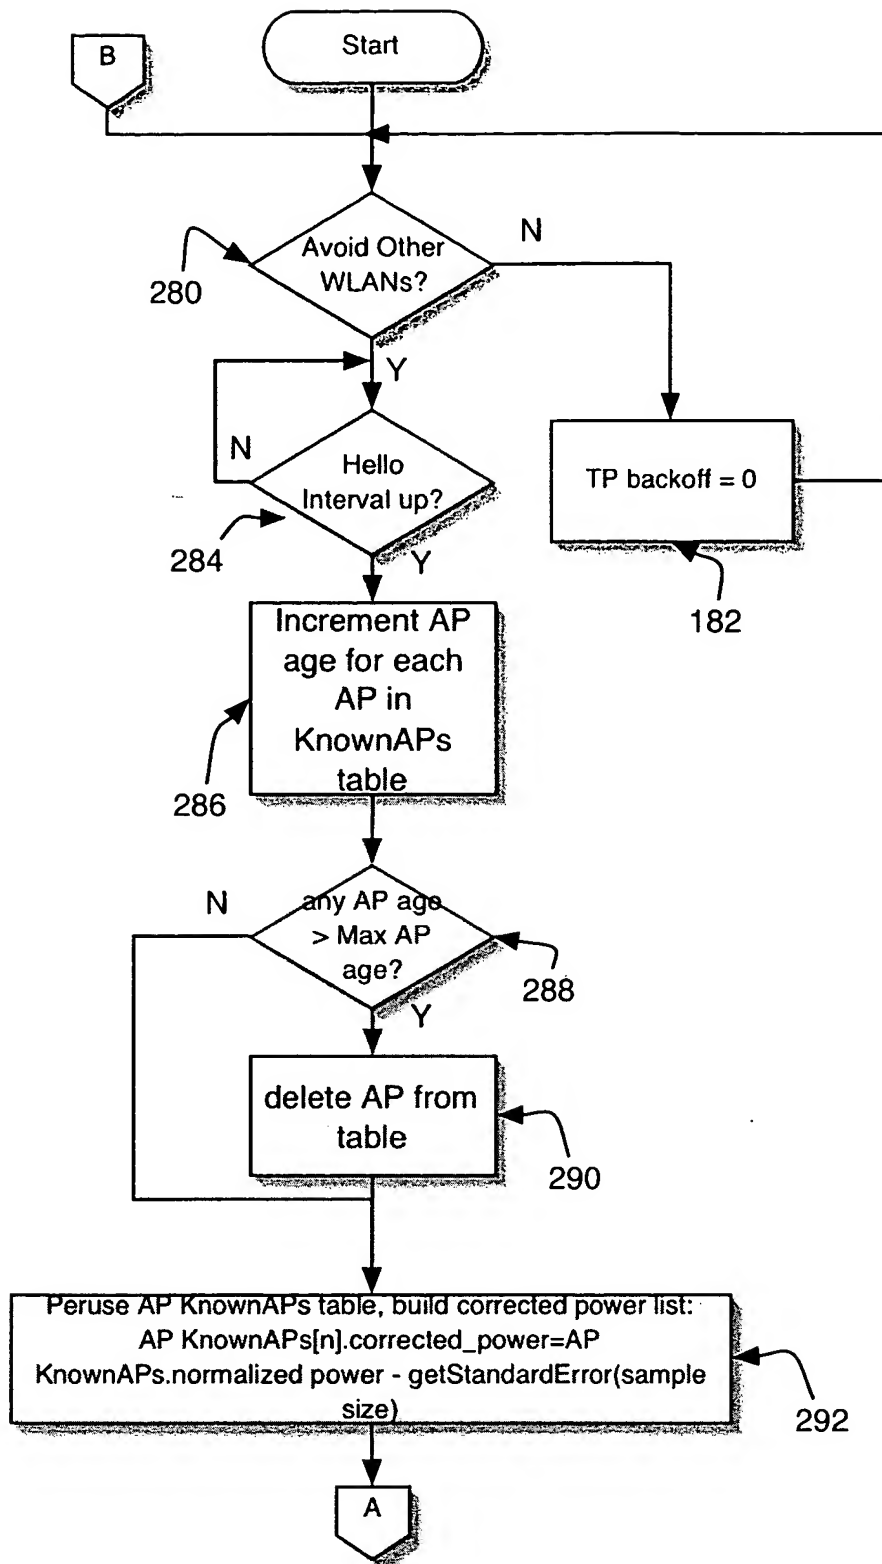 B
Start
Avoid Other
WLANs?
N
280
Y
N
Hello
Interval up?
TP backoff = 0
284
Y
182
Increment AP
age for each
AP in
KnownAPs
table
286
N
any AP age
> Max AP
age?
288
Y
delete AP from
table
290
Peruse AP KnownAPs table, build corrected power list:
AP KnownAPs[n].corrected_power=AP
KnownAPs.normalized power - getStandardError(sample
size)
292
A